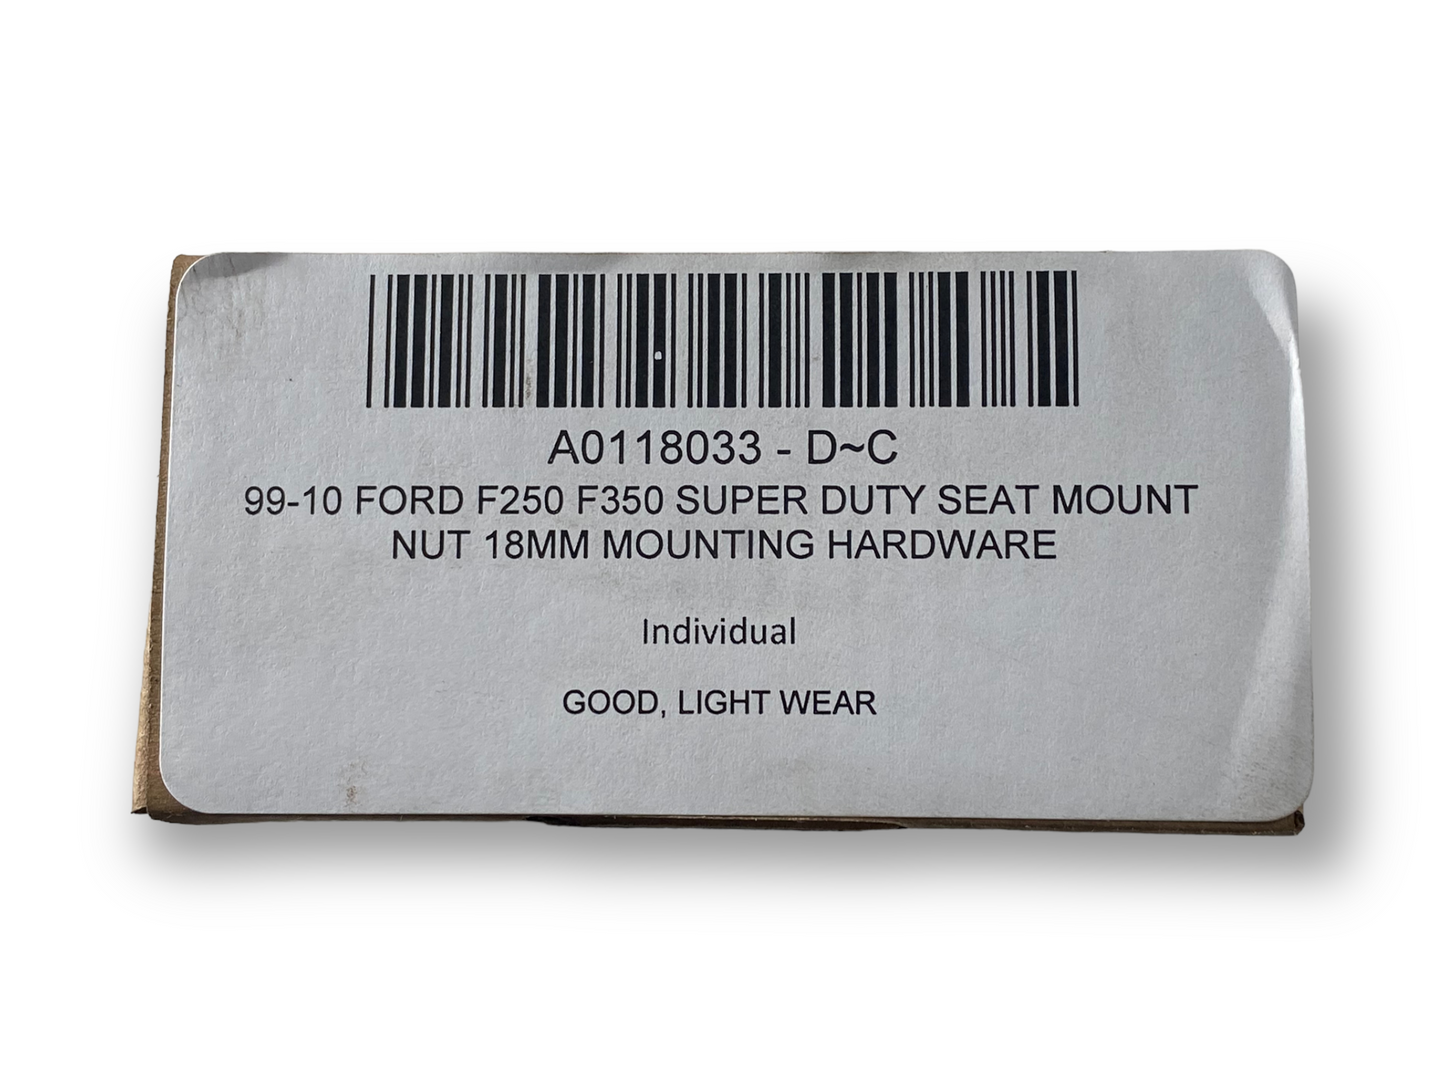 A0118033 - D~C
99-10 FORD F250 F350 SUPER DUTY SEAT MOUNT
NUT 18MM MOUNTING HARDWARE
Individual
GOOD, LIGHT WEAR